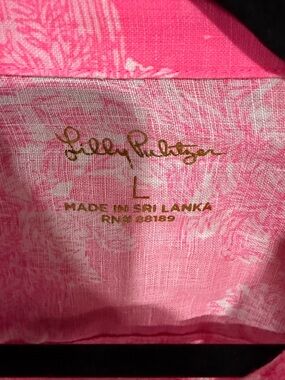 Lilly Pulitzer
L
MADE IN SRI LANKA
RN# 88189